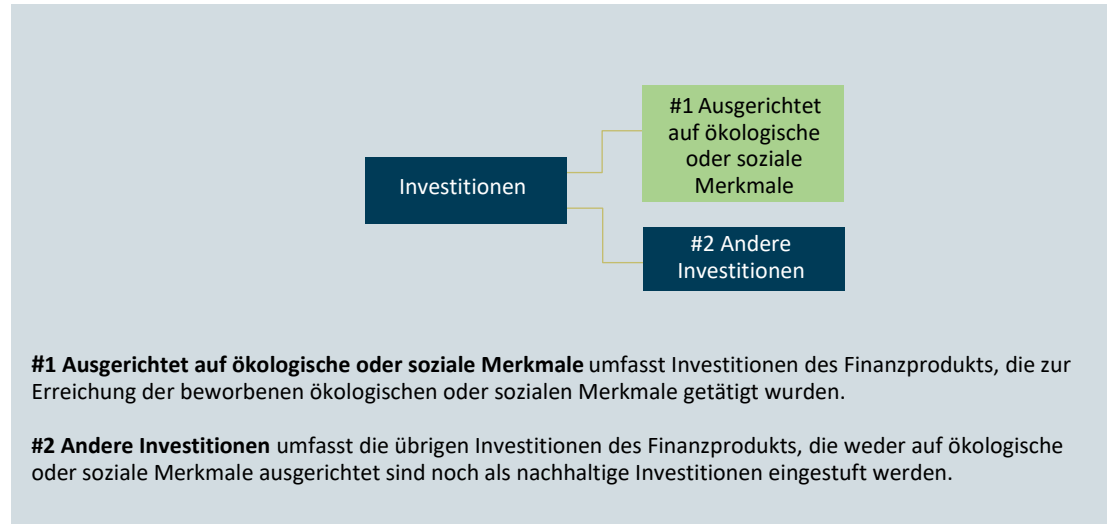 #1 Ausgerichtet
auf ökologische
oder soziale
Merkmale
Investitionen
#2 Andere
Investitionen
#1 Ausgerichtet auf ökologische oder soziale Merkmale umfasst Investitionen des Finanzprodukts, die zur
Erreichung der beworbenen ökologischen oder sozialen Merkmale getätigt wurden.
#2 Andere Investitionen umfasst die übrigen Investitionen des Finanzprodukts, die weder auf ökologische
oder soziale Merkmale ausgerichtet sind noch als nachhaltige Investitionen eingestuft werden.